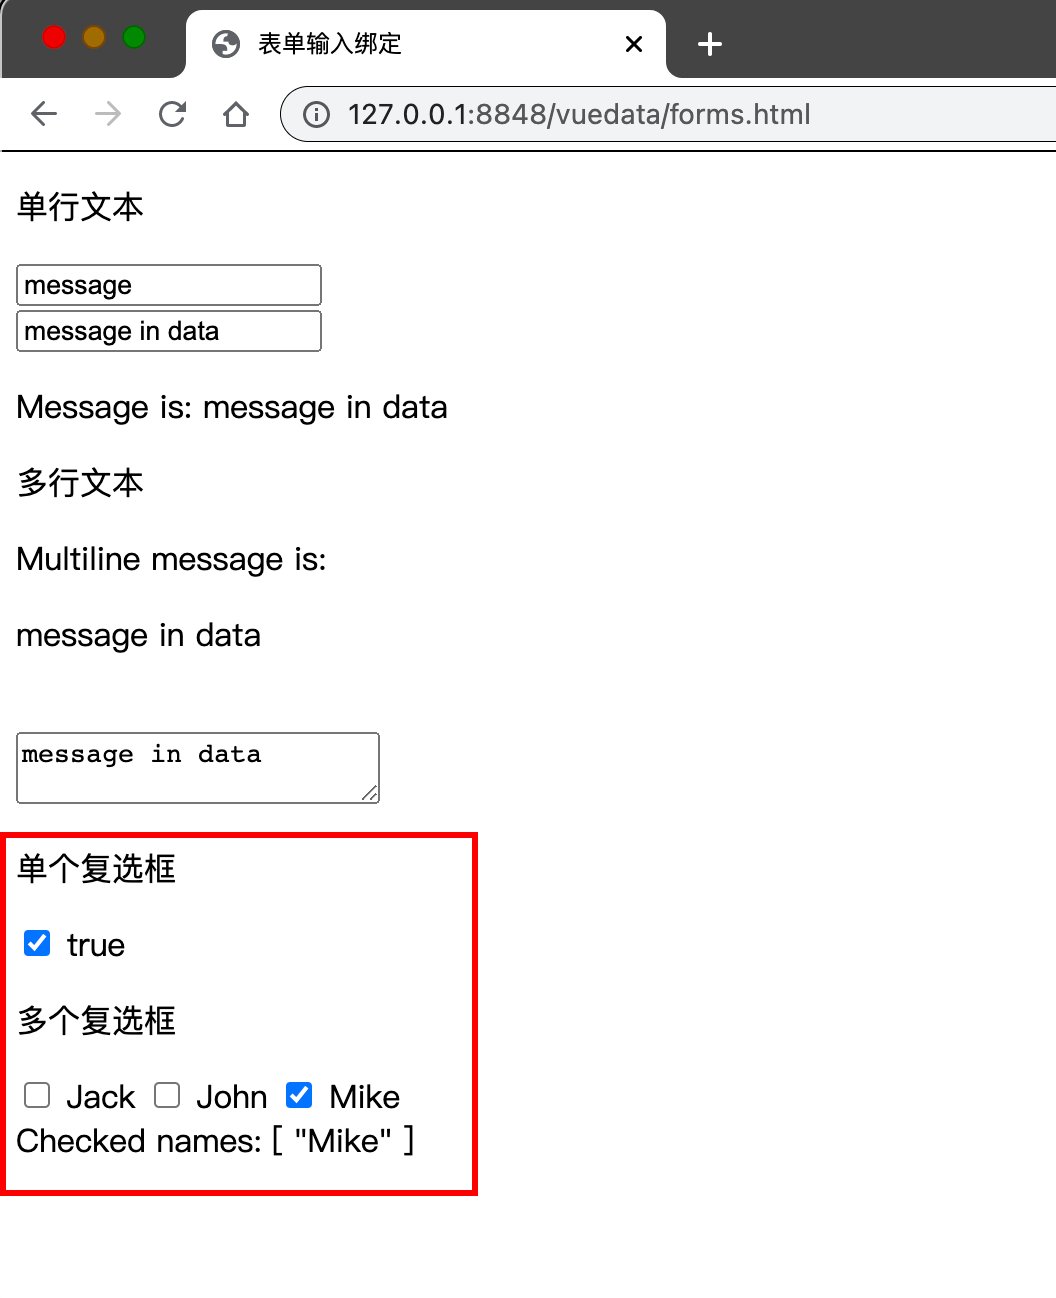 表单输入绑定
127.0.0.1:8848/vuedata/forms.html
单行文本
message
message in data
Message is: message in data
多行文本
Multiline message is:
message in data
message in data
单个复选框
true
多个复选框
Jack John Mike
Checked names: [ "Mike" ]